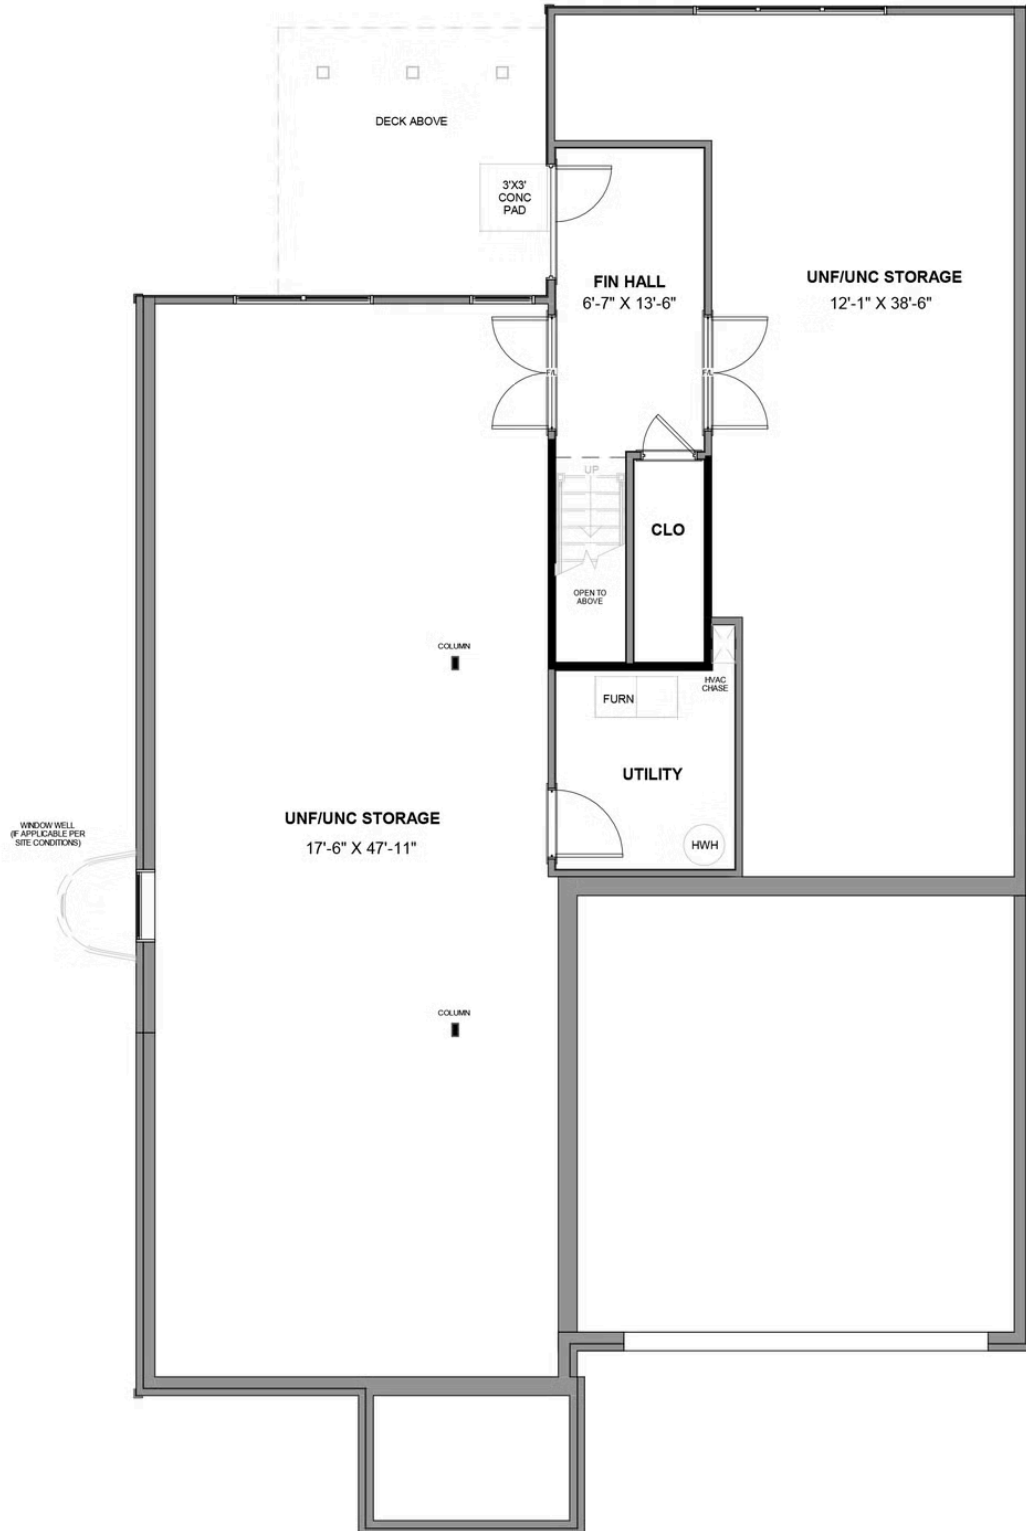 DECK ABOVE
3'X3'
CONC
PAD
FIN HALL
6'-7" X 13'-6"
UNF/UNC STORAGE
12'-1" X 38'-6"
F/L
F/L
UP
CLO
OPEN TO
ABOVE
COLUMN
HVAC
CHASE
FURN
UTILITY
UNF/UNC STORAGE
17'-6" X 47'-11"
WINDOW WELL
(IF APPLICABLE PER
SITE CONDITIONS)
HWH
COLUMN